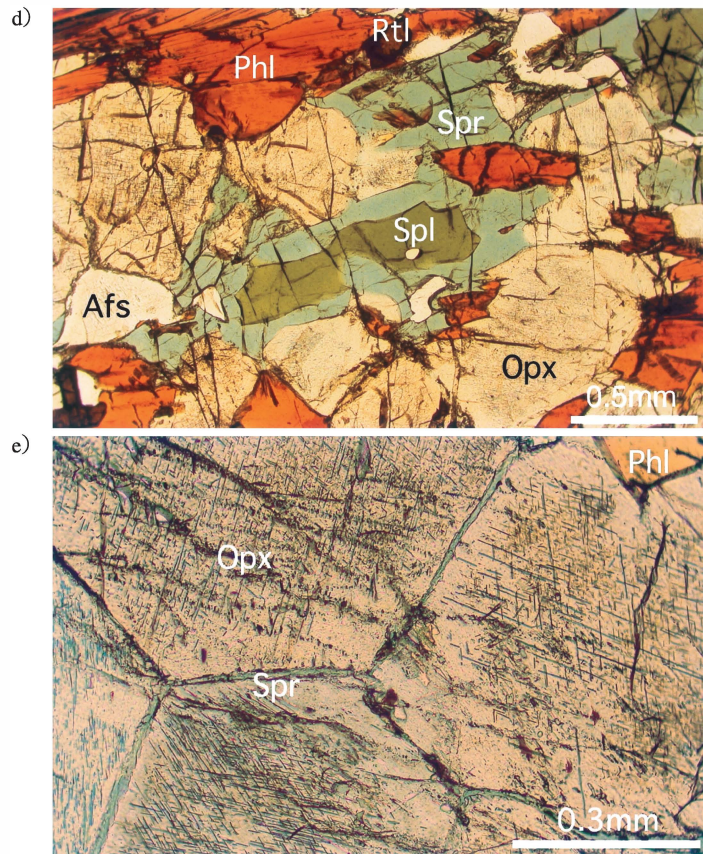 d)
Rtl
Phl
Spr
Spl
Afs
Opx
0.5mm
e)
Phl
Opx
Spr
0.3mm